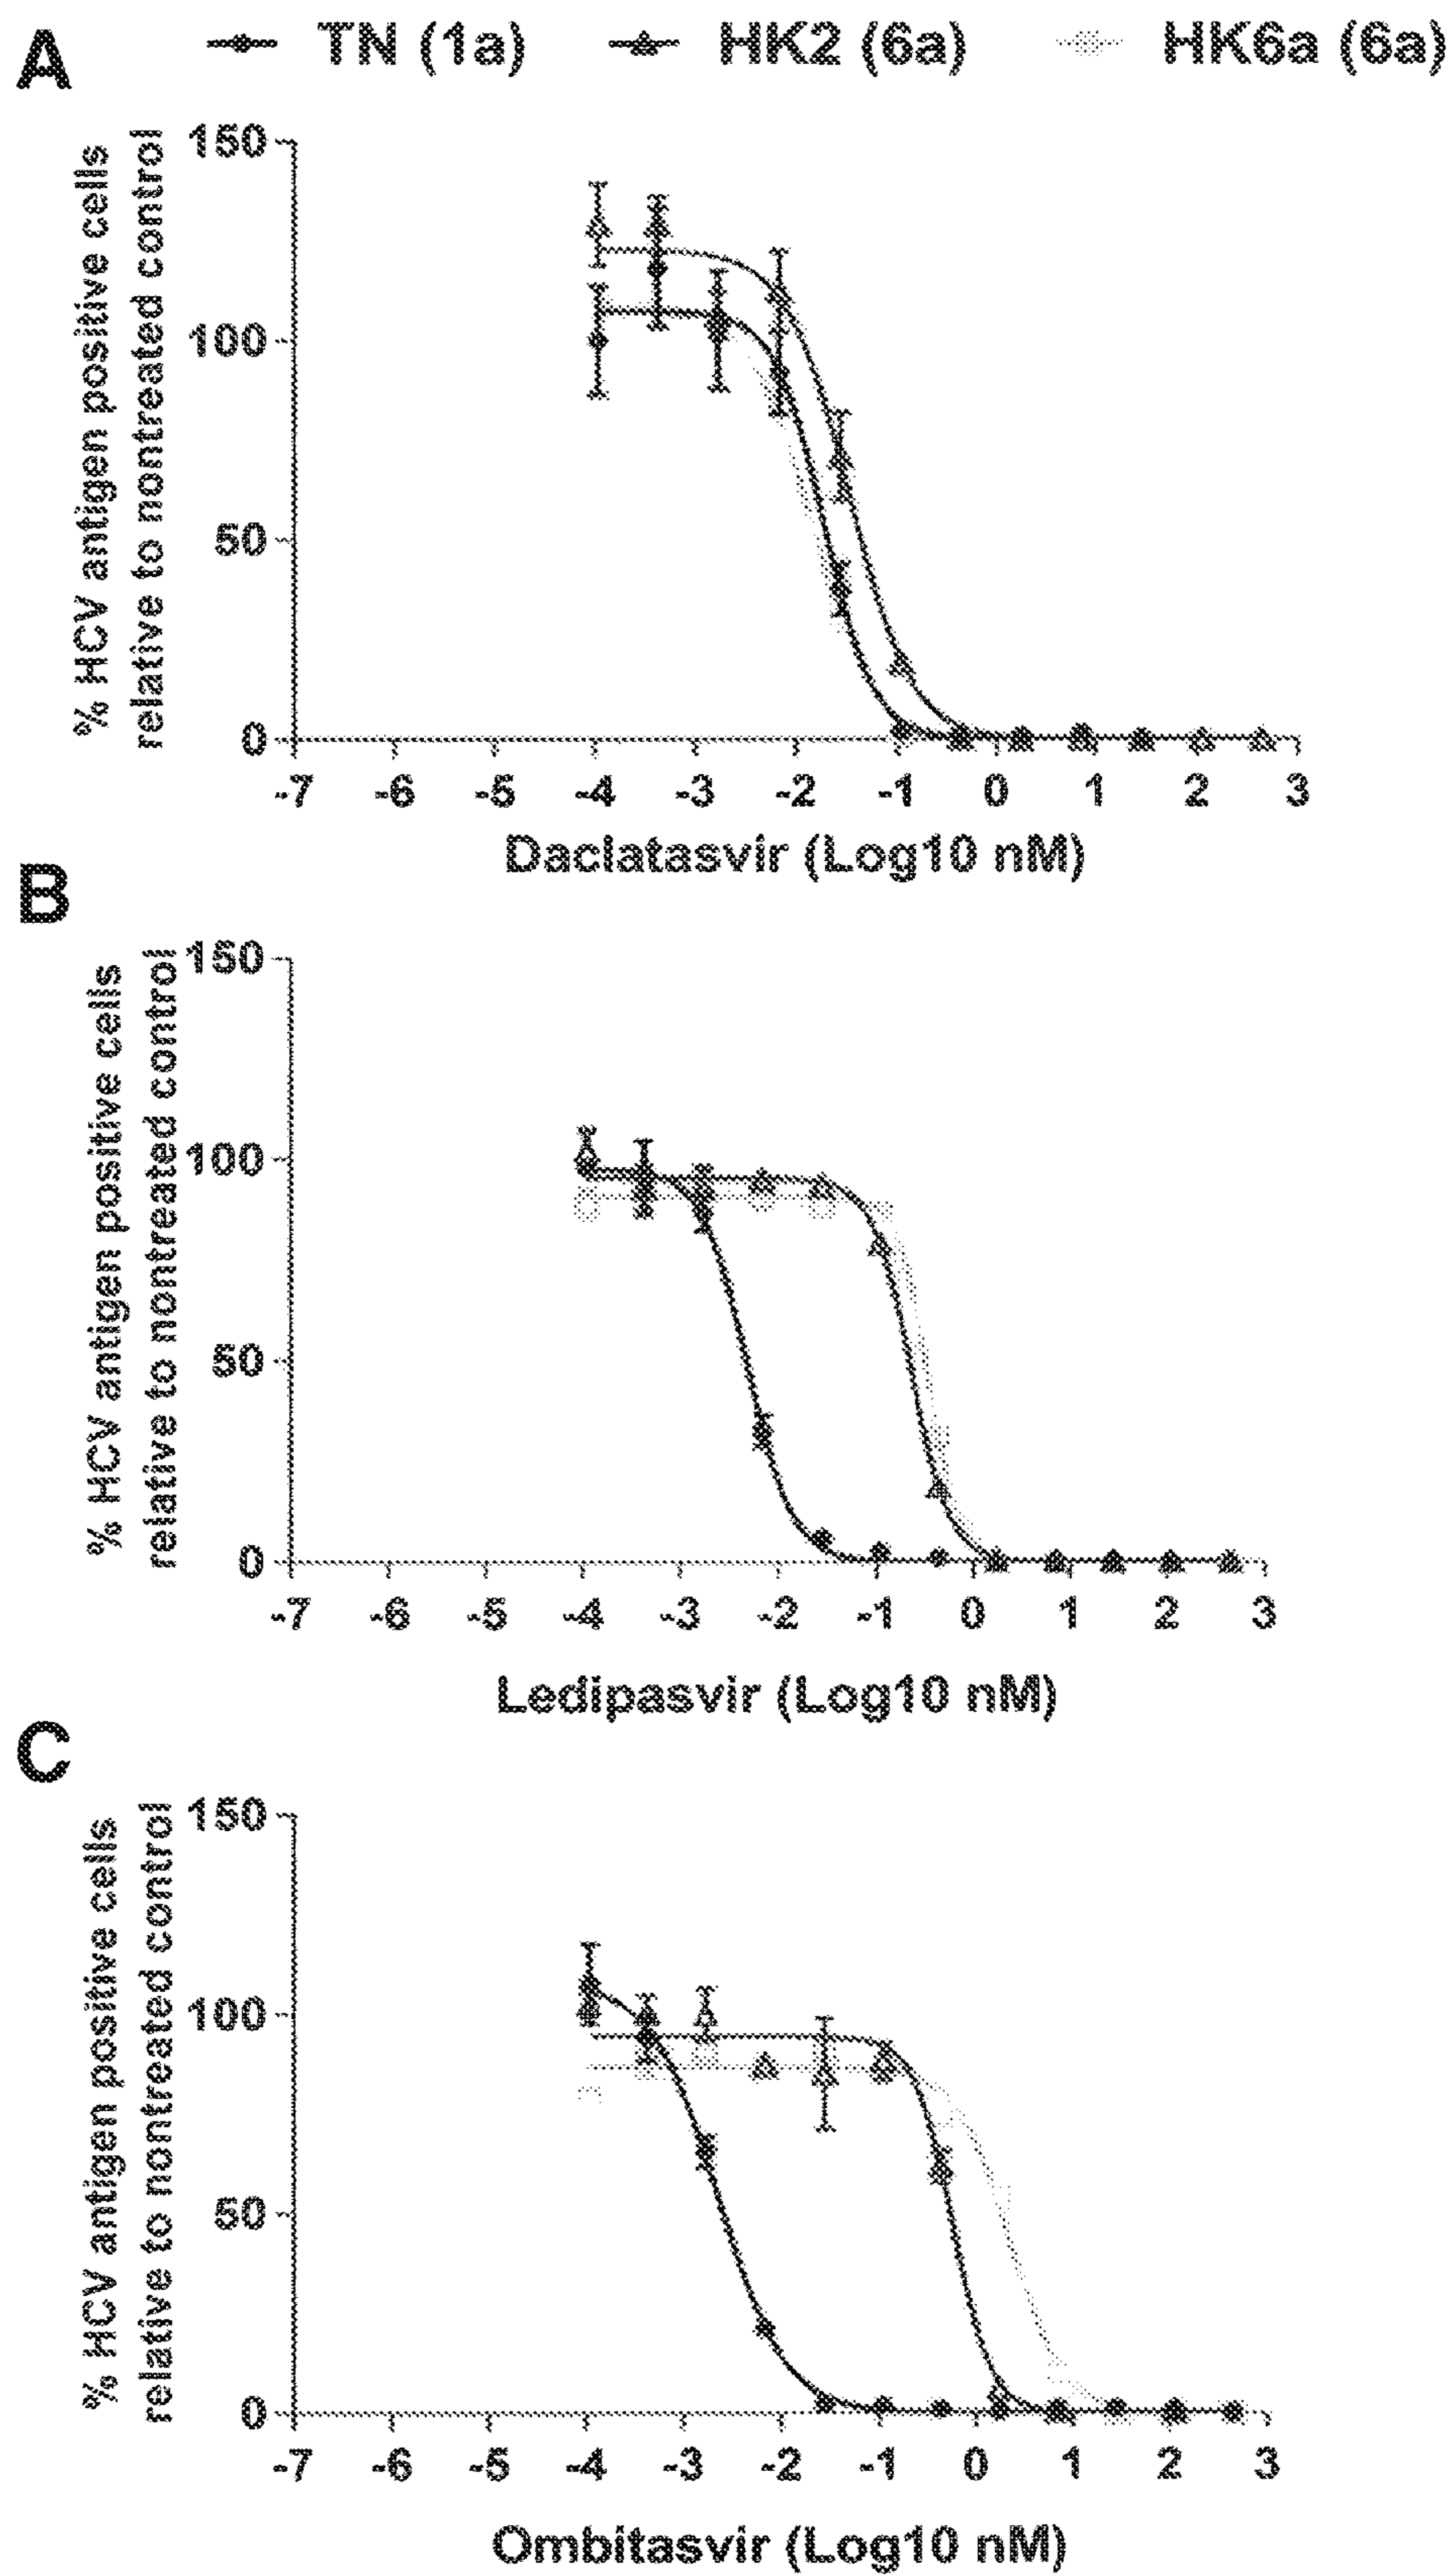 A
TN (1a) HK2 (6a) HK6a (6a)
% HCV antigen positive cells
relative to nontreated control
150
100
50
0
-7 -6 -5 -4 -3 -2 -1 0 1 2 3
Daclatasvir (Log10 nM)
B
% HCV antigen positive cells
relative to nontreated control
150
100
50
0
-7 -6 -5 -4 -3 -2 -1 0 1 2 3
Ledipasvir (Log10 nM)
C
% HCV antigen positive cells
relative to nontreated control
150
100
50
0
-7 -6 -5 -4 -3 -2 -1 0 1 2 3
Ombitasvir (Log10 nM)